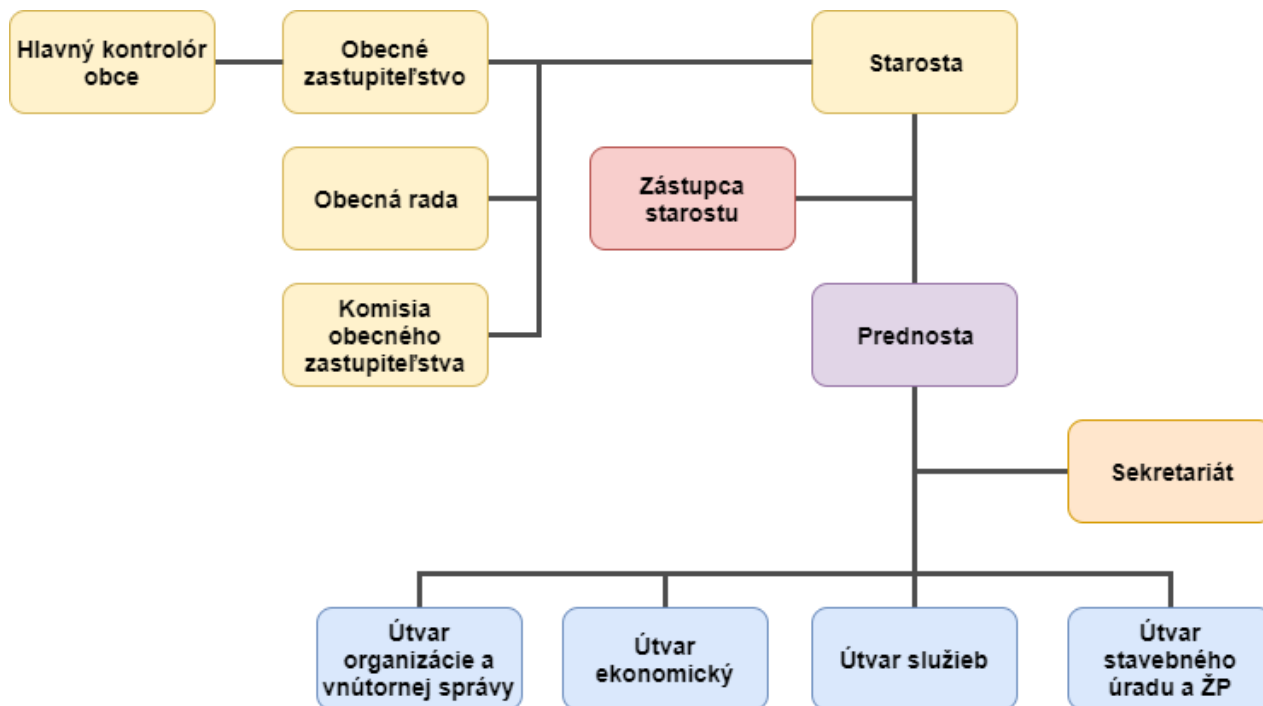 Hlavný kontrolór
obce
Obecné
zastupiteľstvo
Starosta
Obecná rada
Zástupca
starostu
Komisia
obecného
zastupiteľstva
Prednosta
Sekretariát
Útvar
organizácie a
vnútornej správy
Útvar
ekonomický
Útvar služieb
Útvar
stavebného
úradu a ŽP